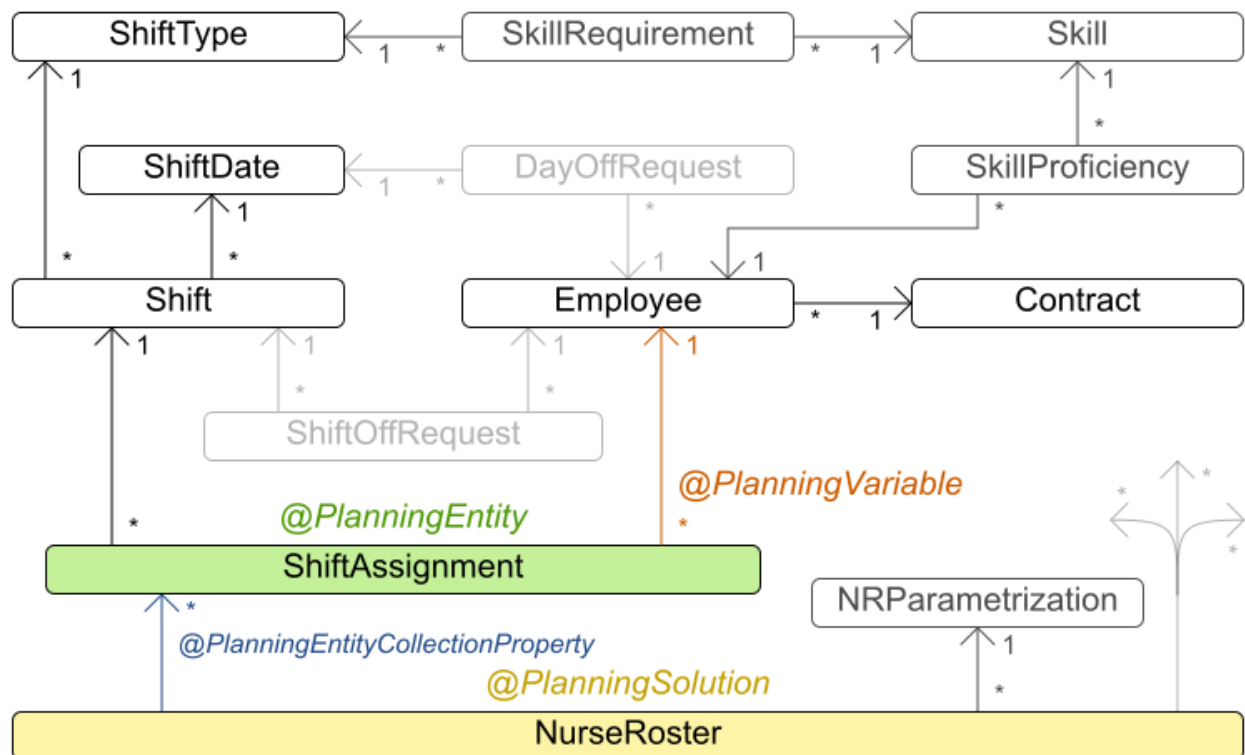 ShiftType
SkillRequirement
Skill
1 * * 1 1
* 
ShiftDate
DayOffRequest
SkillProficiency
1 1 * * *
* * 1 1
Shift
Employee
Contract
* 1
1 1 1 1
* *
ShiftOffRequest
@PlanningVariable
* *
@PlanningEntity
* * *
ShiftAssignment
NRParametrization
*
@PlanningEntityCollectionProperty
1
@PlanningSolution
*
NurseRoster